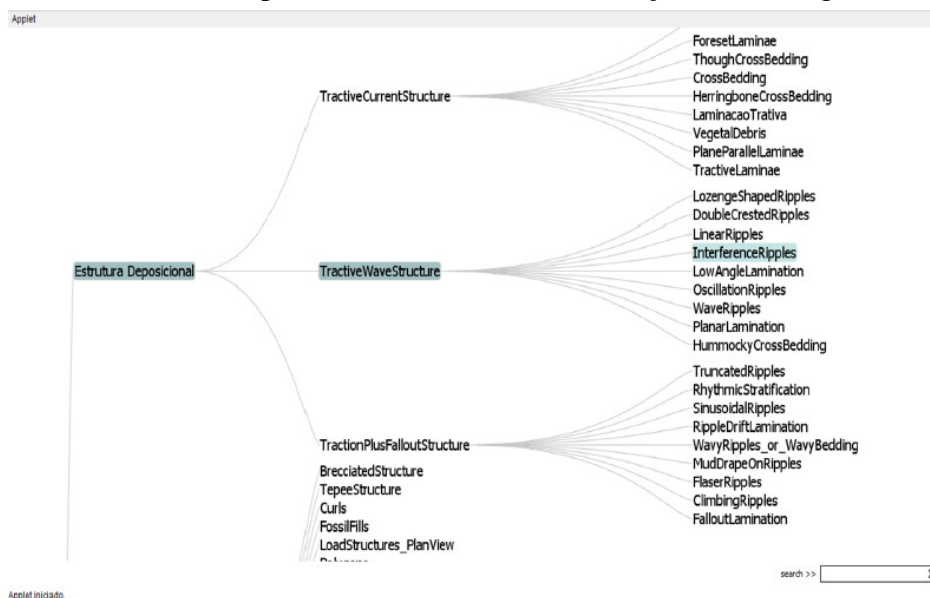 Applet
ForesetLaminae
ThoughCrossBedding
CrossBedding
TractiveCurrentStructure
HerringboneCrossBedding
LaminacaoTrativa
VegetalDebris
PlaneParallelLaminae
TractiveLaminae
LozengeShapedRipples
DoubleCrestedRipples
LinearRipples
InterferenceRipples
Estrutura Deposicional
TractiveWaveStructure
LowAngleLamination
OscillationRipples
WaveRipples
PlanarLamination
HummockyCrossBedding
TruncatedRipples
RhythmicStratification
SinusoidalRipples
RippleDriftLamination
TractionPlusFalloutStructure
WavyRipples_or_WavyBedding
MudDrapeOnRipples
FlaserRipples
ClimbingRipples
FalloutLamination
BrecciatedStructure
TepeeStructure
Curls
FossilFills
LoadStructures_PlanView
search >>
Applet iniciado.